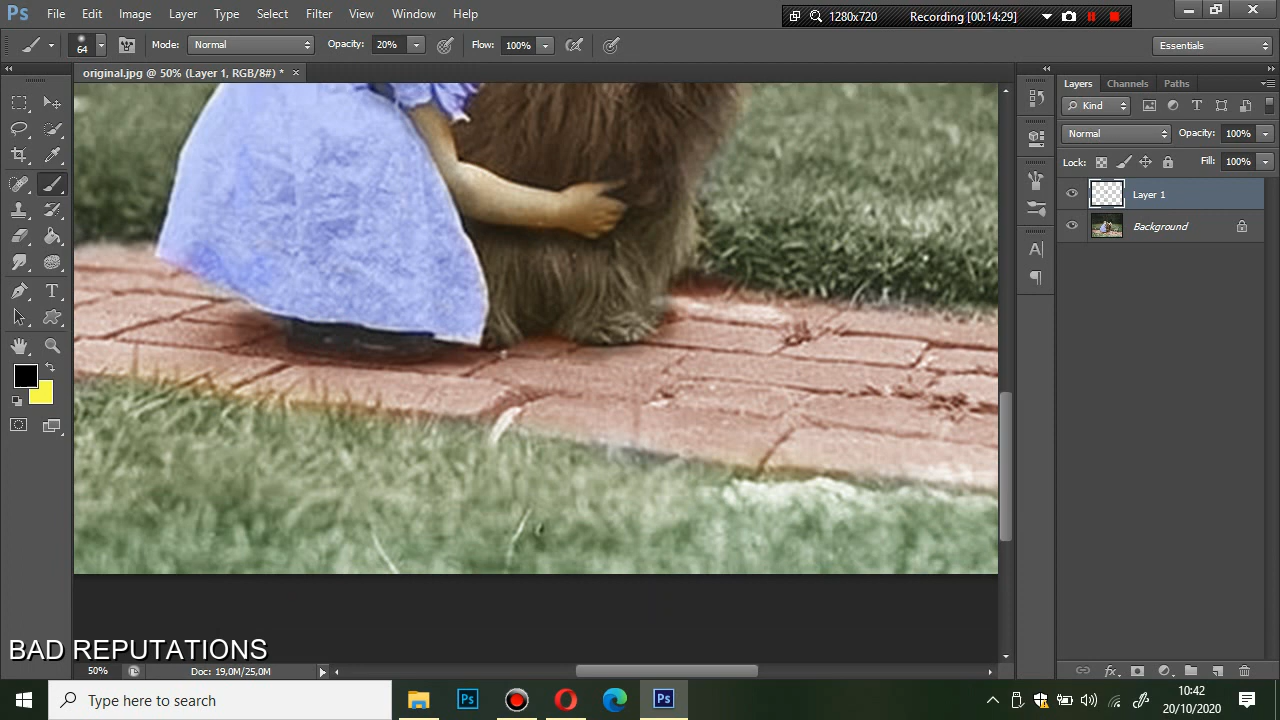 Ps File Edit Image Layer Type Select Filter View Window Help
1280x720 Recording [00:14:29]
64 Mode: Normal Opacity: 20% Flow: 100% Essentials
original.jpg @ 50% (Layer 1, RGB/8#) * ×
Layers Channels Paths
Kind
Normal Opacity: 100%
Lock: Fill: 100%
Layer 1
Background
BAD REPUTATIONS
50% Doc: 19,0M/25,0M
Type here to search
Ps Ps
10:42
20/10/2020